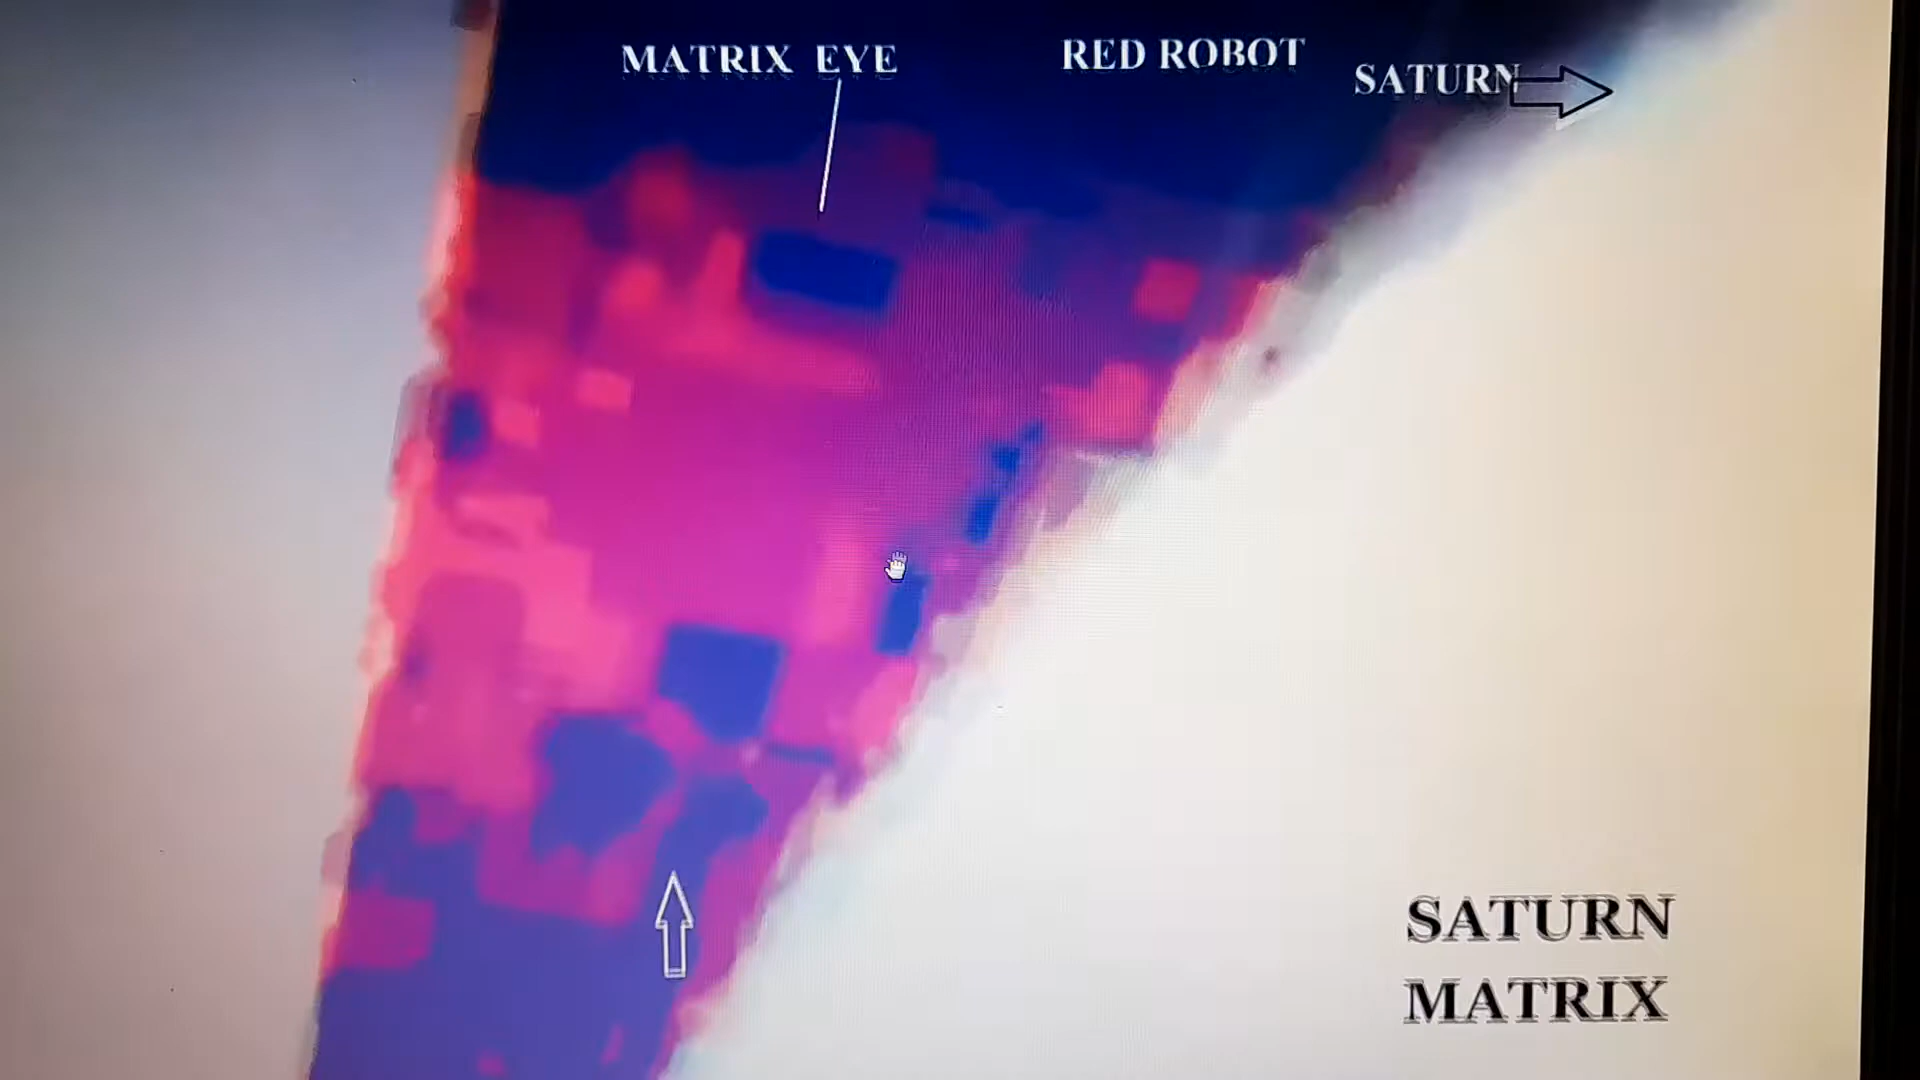 MATRIX EYE
RED ROBOT
SATURN
SATURN
MATRIX